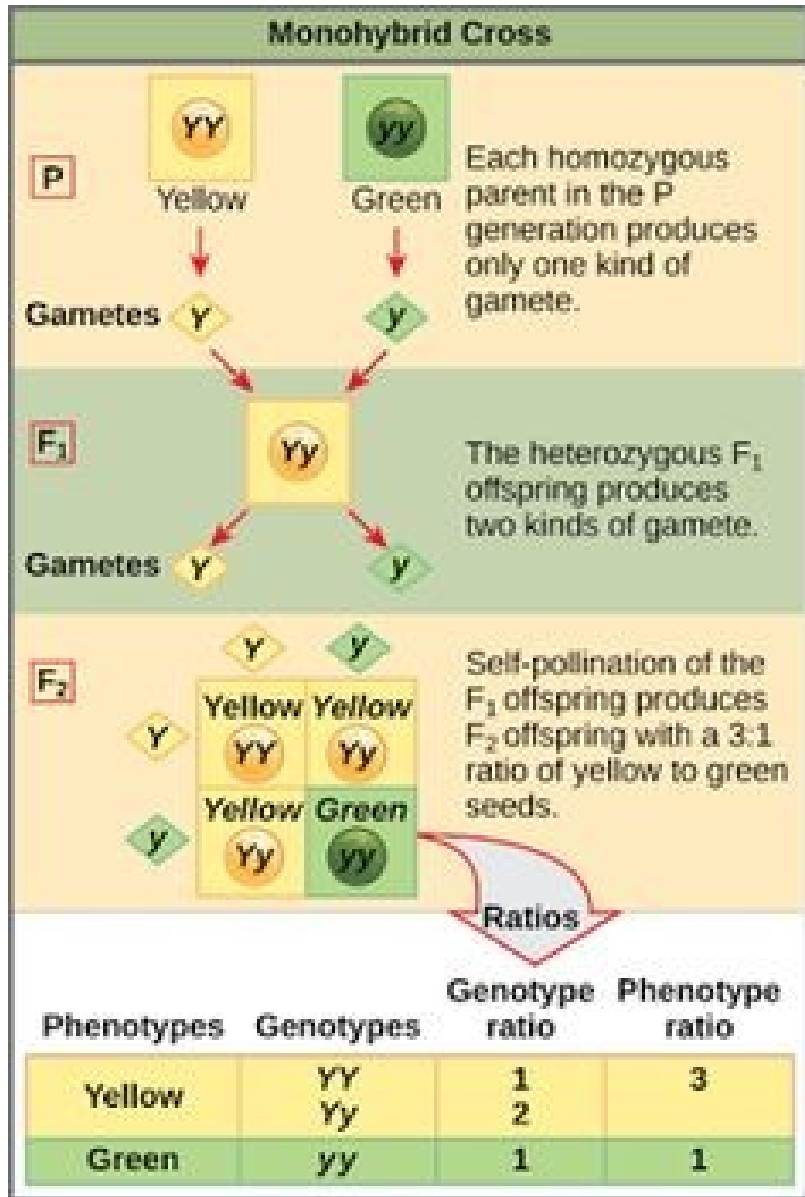 Monohybrid Cross
YY
yy
P
Yellow
Green
Each homozygous
parent in the P
generation produces
only one kind of
gamete.
Gametes
Y
y
F₁
Yy
The heterozygous F₁
offspring produces
two kinds of gamete.
Gametes
Y
y
F₂
Y
y
Self-pollination of the
F₁ offspring produces
F₂ offspring with a 3:1
ratio of yellow to green
seeds.
Yellow Yellow
Y
YY Yy
Yellow Green
y
Yy yy
Ratios
Phenotypes Genotypes Genotype ratio Phenotype ratio
Yellow YY 1 3
Yy 2
Green yy 1 1